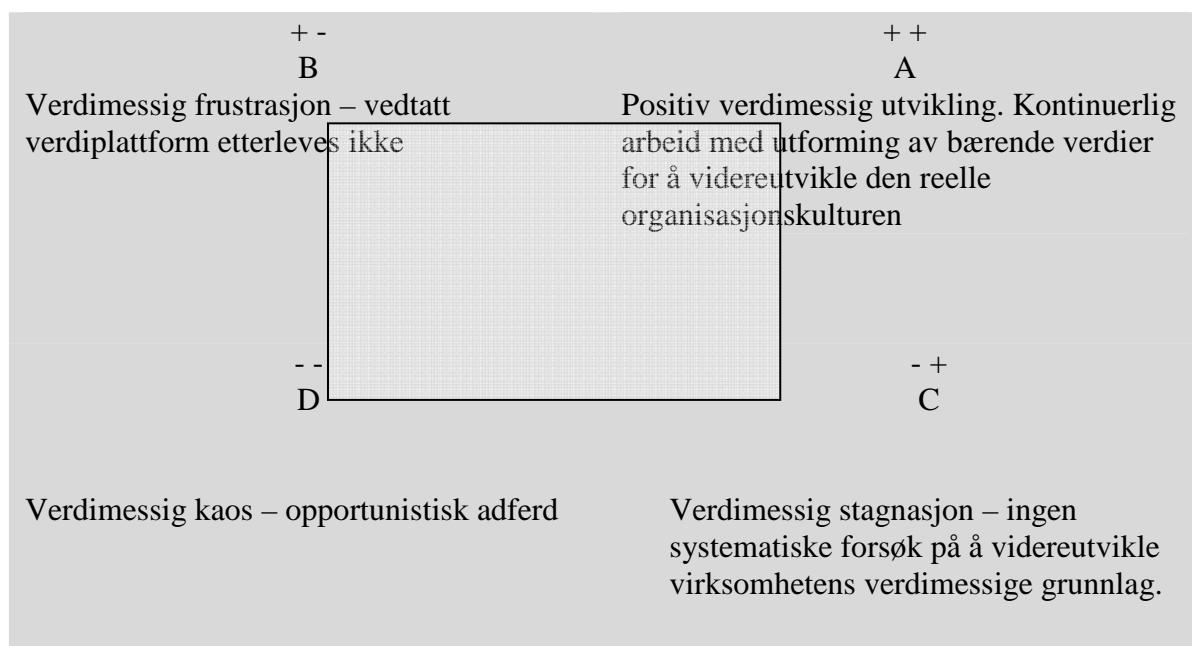 + -
B
Verdimessig frustrasjon – vedtatt
verdiplattform etterleves ikke
+ +
A
Positiv verdimessig utvikling. Kontinuerlig
arbeid med utforming av bærende verdier
for å videreutvikle den reelle
organisasjonskulturen
- -
D
Verdimessig kaos – opportunistisk adferd
- +
C
Verdimessig stagnasjon – ingen
systematiske forsøk på å videreutvikle
virksomhetens verdimessige grunnlag.